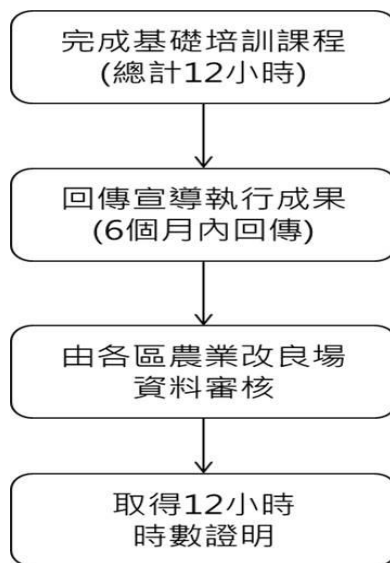 完成基礎培訓課程
(總計12小時)
回傳宣導執行成果
(6個月內回傳)
由各區農業改良場
資料審核
取得12小時
時數證明